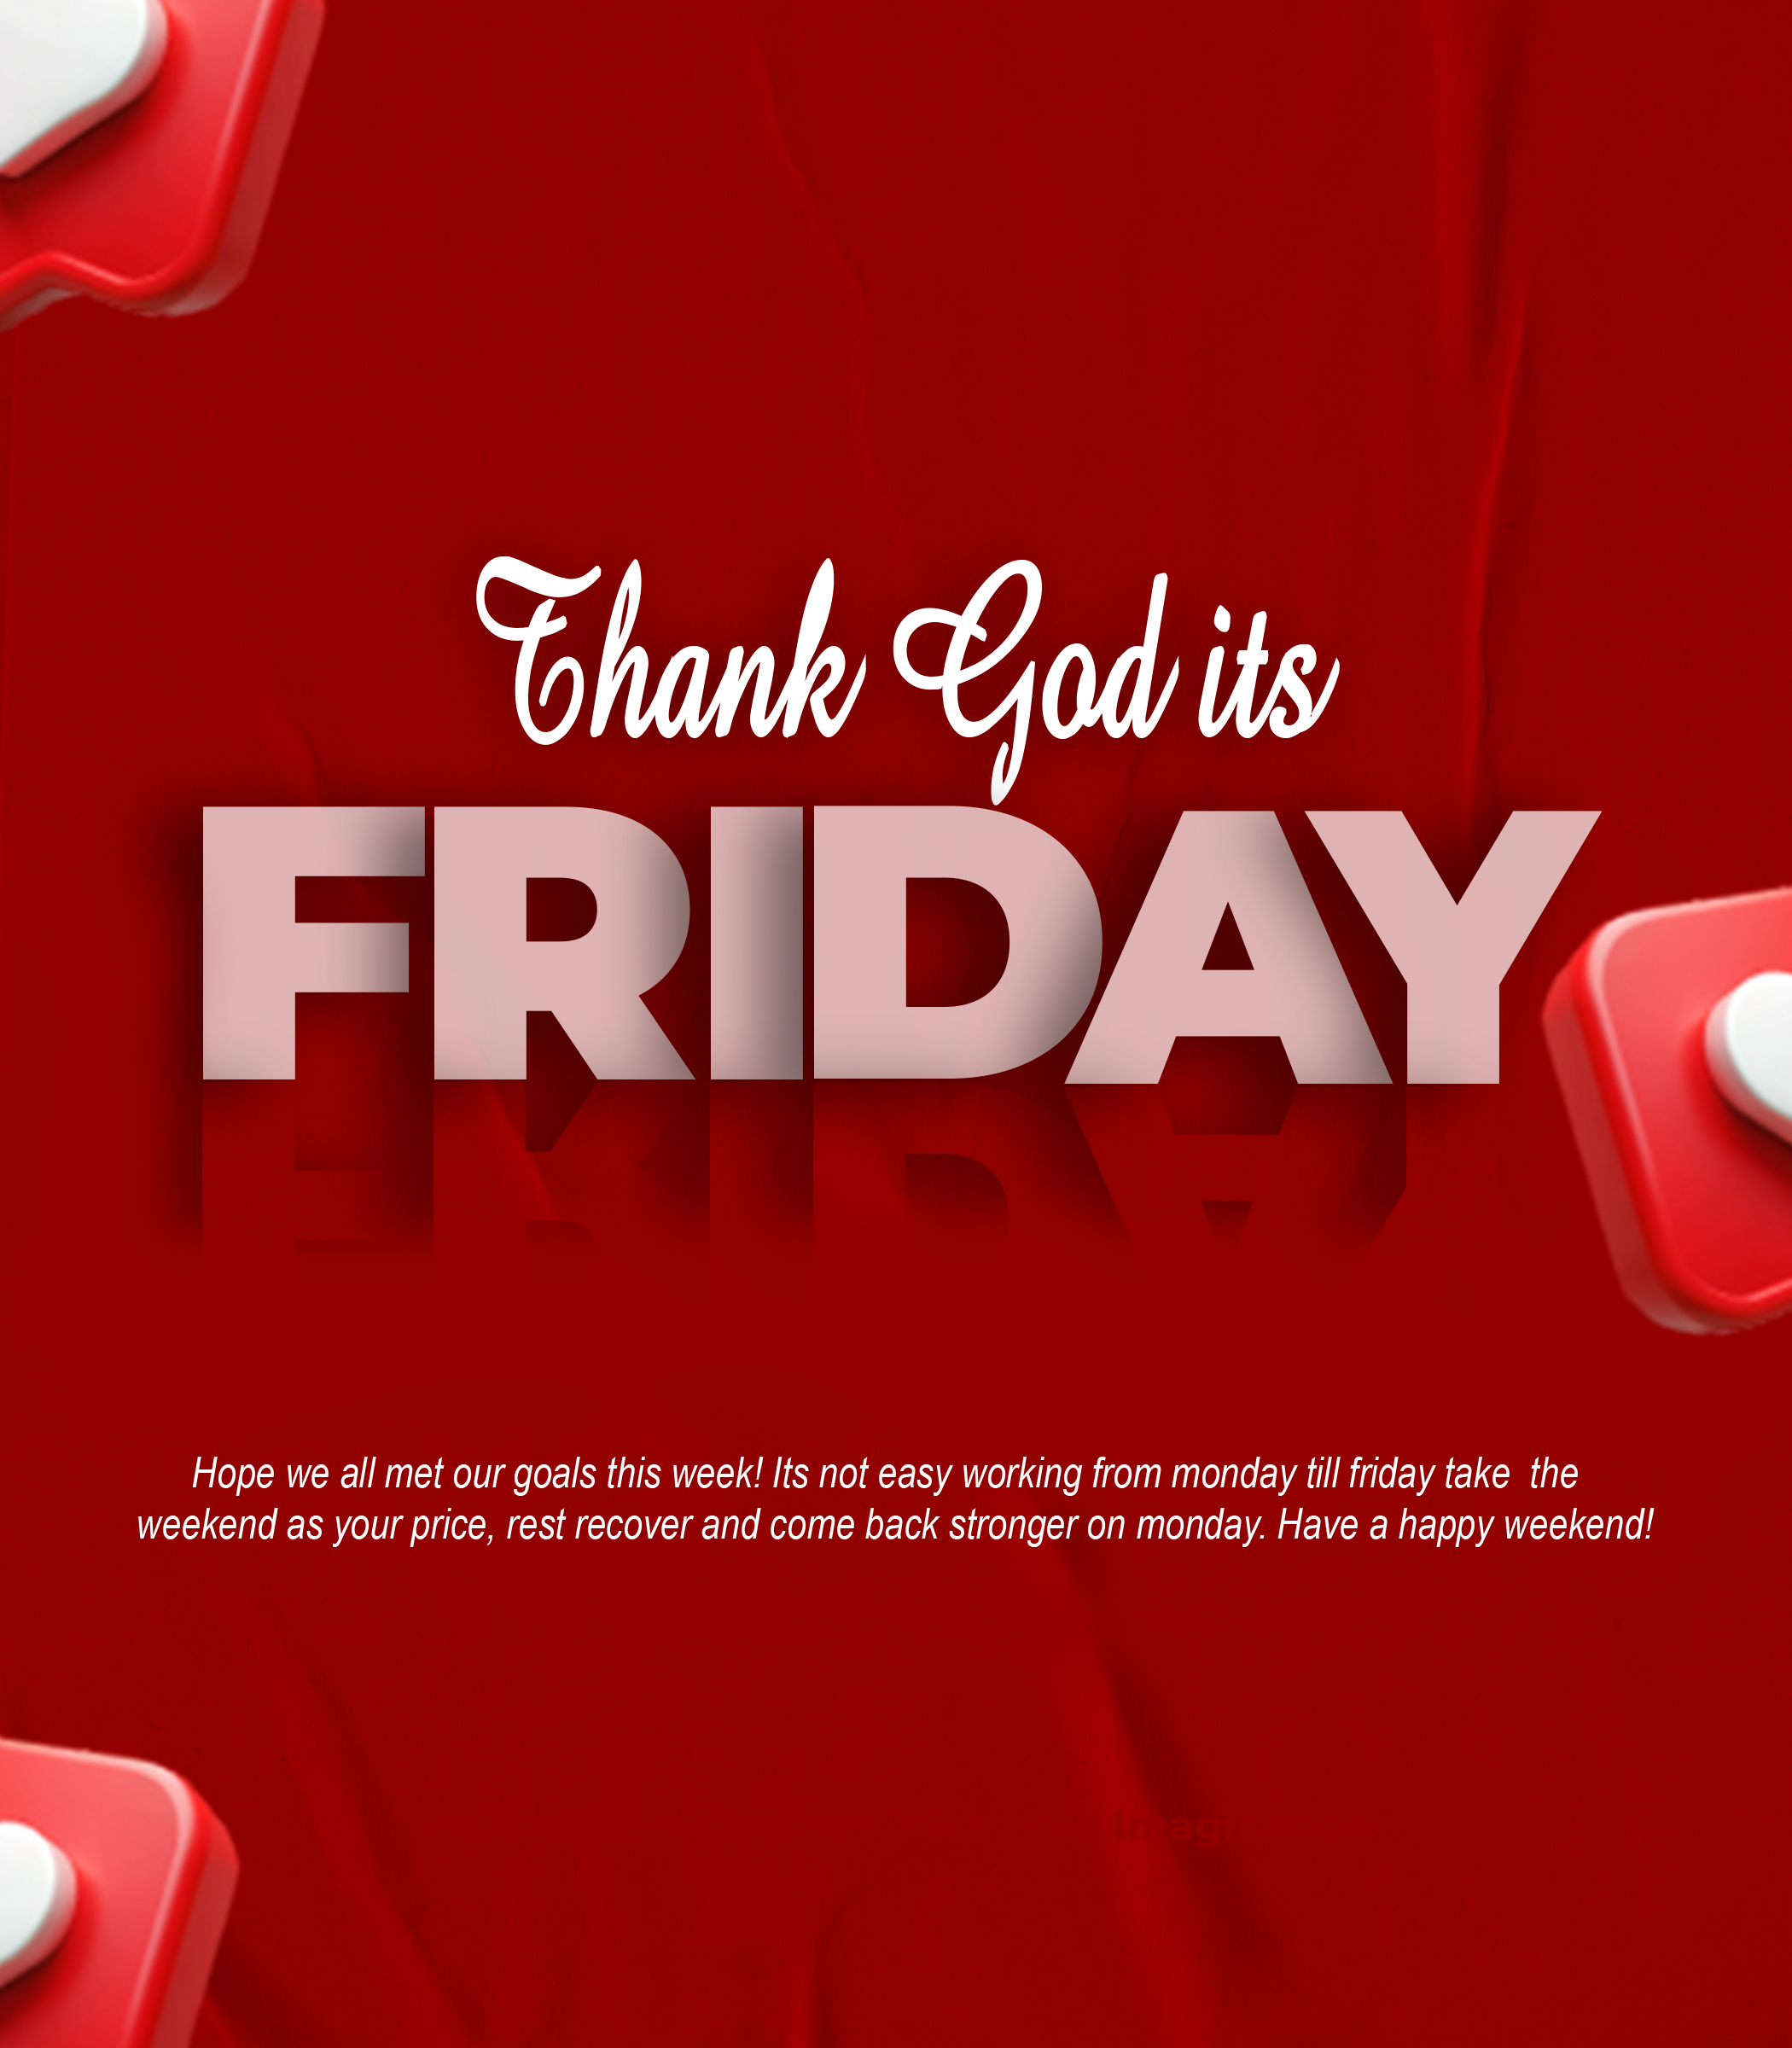 Thank God its
FRIDAY
Hope we all met our goals this week! Its not easy working from monday till friday take  the
weekend as your price, rest recover and come back stronger on monday. Have a happy weekend!
Imag